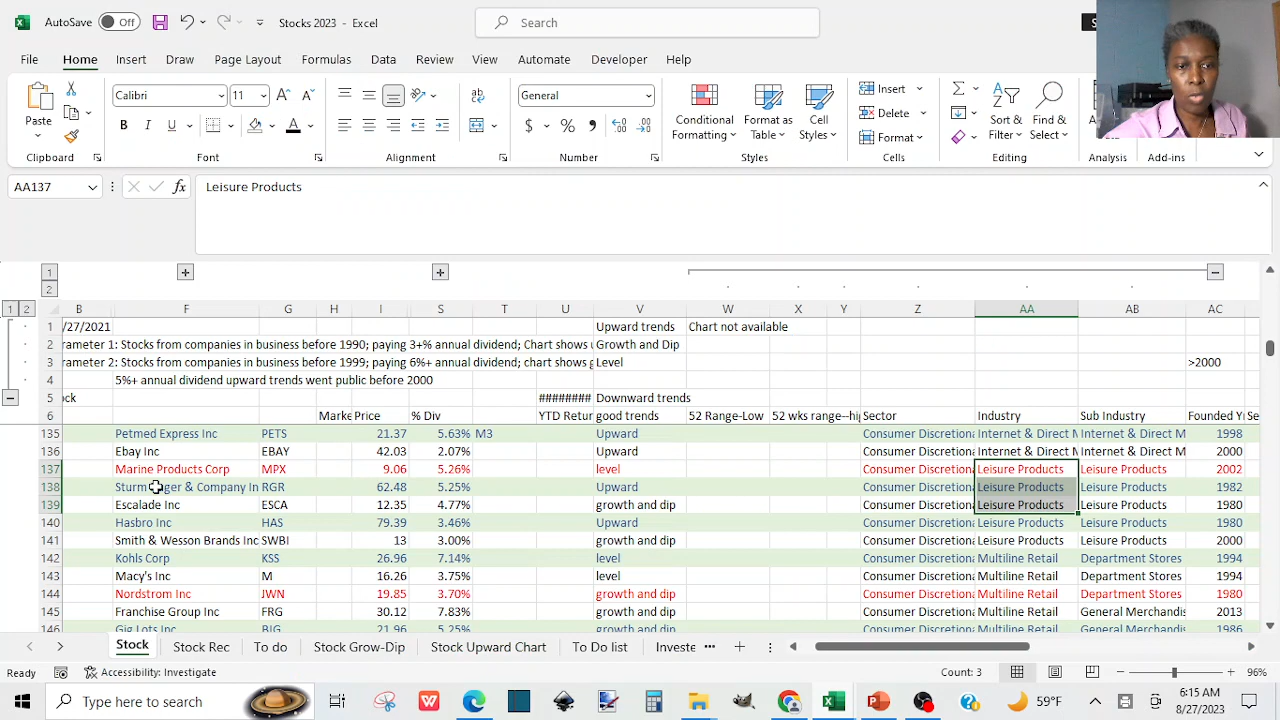 AutoSave Off Stocks 2023 - Excel Search S
File Home Insert Draw Page Layout Formulas Data Review View Automate Developer Help
Paste Calibri 11 General Conditional Formatting Format as Table Cell Styles Insert Delete Format Sort & Filter Find & Select
Clipboard Font Alignment Number Styles Cells Editing Analysis Add-ins
AA137 fx Leisure Products
1
2
1 2 B F G H I S T U V W X Y Z AA AB AC
1 /27/2021 Upward trends Chart not available
2 rameter 1: Stocks from companies in business before 1990; paying 3+% annual dividend; Chart shows u Growth and Dip
3 rameter 2: Stocks from companies in business before 1999; paying 6%+ annual dividend; chart shows g Level >2000
4 5%+ annual dividend upward trends went public before 2000
5 ock ######## Downward trends
6 Marke Price % Div YTD Retur good trends 52 Range-Low 52 wks range--hi Sector Industry Sub Industry Founded Y Se
135 Petmed Express Inc PETS 21.37 5.63% M3 Upward Consumer Discretiona Internet & Direct M Internet & Direct M 1998
136 Ebay Inc EBAY 42.03 2.07% Upward Consumer Discretiona Internet & Direct M Internet & Direct M 2000
137 Marine Products Corp MPX 9.06 5.26% level Consumer Discretiona Leisure Products Leisure Products 2002
138 Sturm ger & Company In RGR 62.48 5.25% Upward Consumer Discretiona Leisure Products Leisure Products 1982
139 Escalade Inc ESCA 12.35 4.77% growth and dip Consumer Discretiona Leisure Products Leisure Products 1980
140 Hasbro Inc HAS 79.39 3.46% Upward Consumer Discretiona Leisure Products Leisure Products 1980
141 Smith & Wesson Brands Inc SWBI 13 3.00% growth and dip Consumer Discretiona Leisure Products Leisure Products 2000
142 Kohls Corp KSS 26.96 7.14% level Consumer Discretiona Multiline Retail Department Stores 1994
143 Macy's Inc M 16.26 3.75% level Consumer Discretiona Multiline Retail Department Stores 1994
144 Nordstrom Inc JWN 19.85 3.70% growth and dip Consumer Discretiona Multiline Retail Department Stores 1980
145 Franchise Group Inc FRG 30.12 7.83% growth and dip Consumer Discretiona Multiline Retail General Merchandis 2013
146 Big Lots Inc BIG 21.96 5.25% growth and dip Consumer Discretiona Multiline Retail General Merchandis 1986
Stock Stock Rec To do Stock Grow-Dip Stock Upward Chart To Do list Investe
Ready Accessibility: Investigate Count: 3 96%
Type here to search 59°F 6:15 AM
8/27/2023